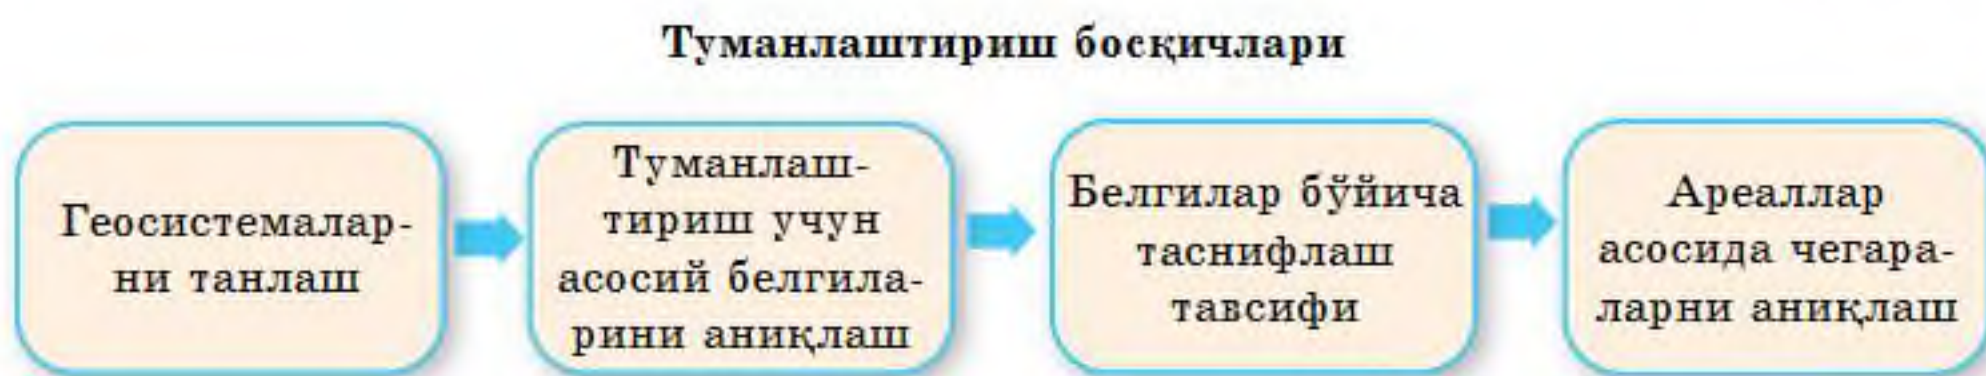 Туманлаштириш босқичлари
Геосистемалар-
ни танлаш
Туманлаш-
тириш учун
асосий белгила-
рини аниқлаш
Белгилар бўйича
таснифлаш
тавсифи
Ареаллар
асосида чегара-
ларни аниқлаш